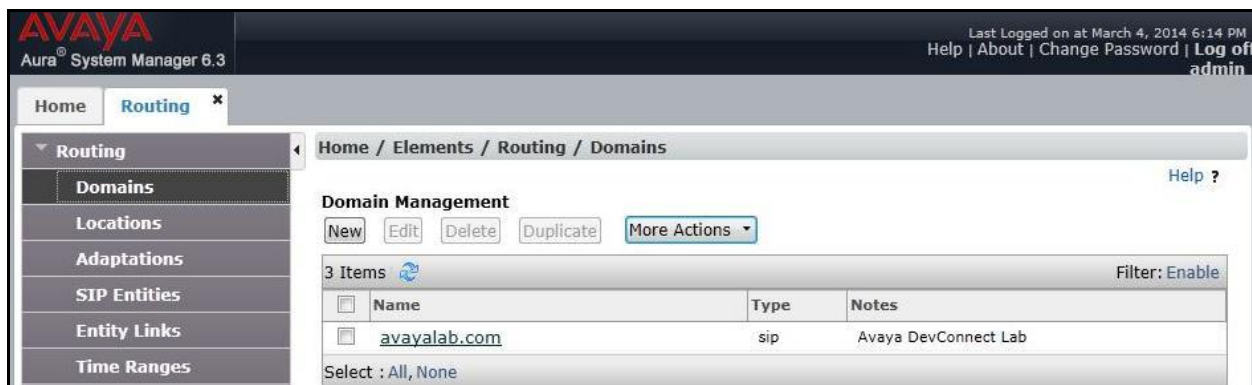 AVAYA
Aura® System Manager 6.3
Last Logged on at March 4, 2014 6:14 PM
Help | About | Change Password | Log off
admin
Home
Routing ×
Routing
Domains
Locations
Adaptations
SIP Entities
Entity Links
Time Ranges
Home / Elements / Routing / Domains
Help ?
Domain Management
New Edit Delete Duplicate More Actions
3 Items Filter: Enable
Name Type Notes
avayalab.com sip Avaya DevConnect Lab
Select : All, None